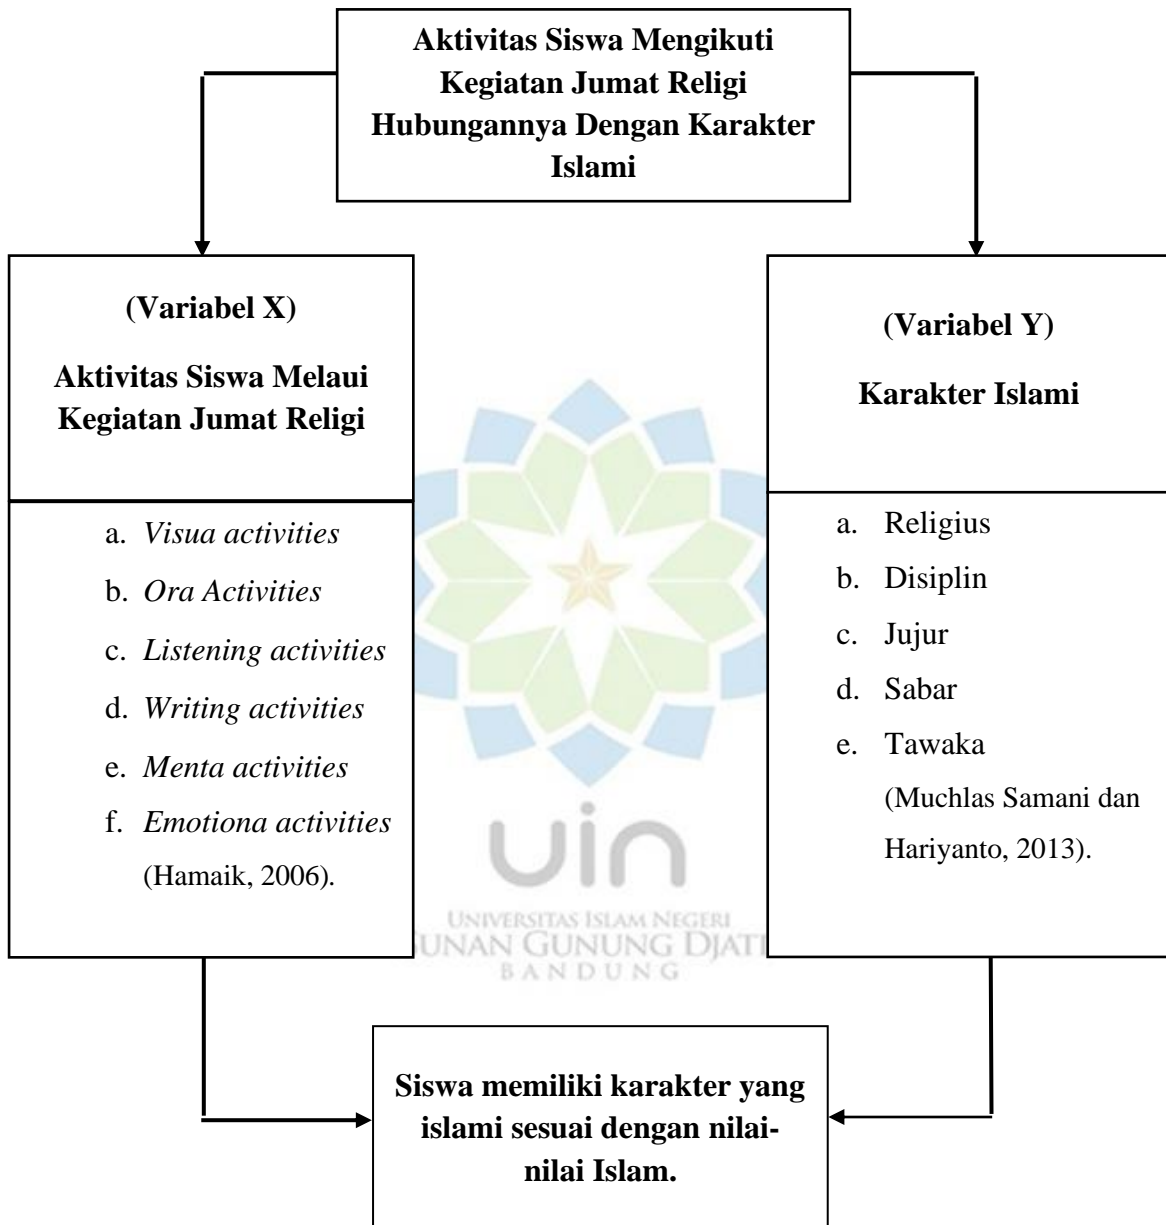 Aktivitas Siswa Mengikuti
Kegiatan Jumat Religi
Hubungannya Dengan Karakter
Islami
(Variabel X)
Aktivitas Siswa Melaui
Kegiatan Jumat Religi
a. Visua activities
b. Ora Activities
c. Listening activities
d. Writing activities
e. Menta activities
f. Emotiona activities
(Hamaik, 2006).
(Variabel Y)
Karakter Islami
a. Religius
b. Disiplin
c. Jujur
d. Sabar
e. Tawaka
(Muchlas Samani dan
Hariyanto, 2013).
uin
UNIVERSITAS ISLAM NEGERI
SUNAN GUNUNG DJATI
BANDUNG
Siswa memiliki karakter yang
islami sesuai dengan nilai-
nilai Islam.